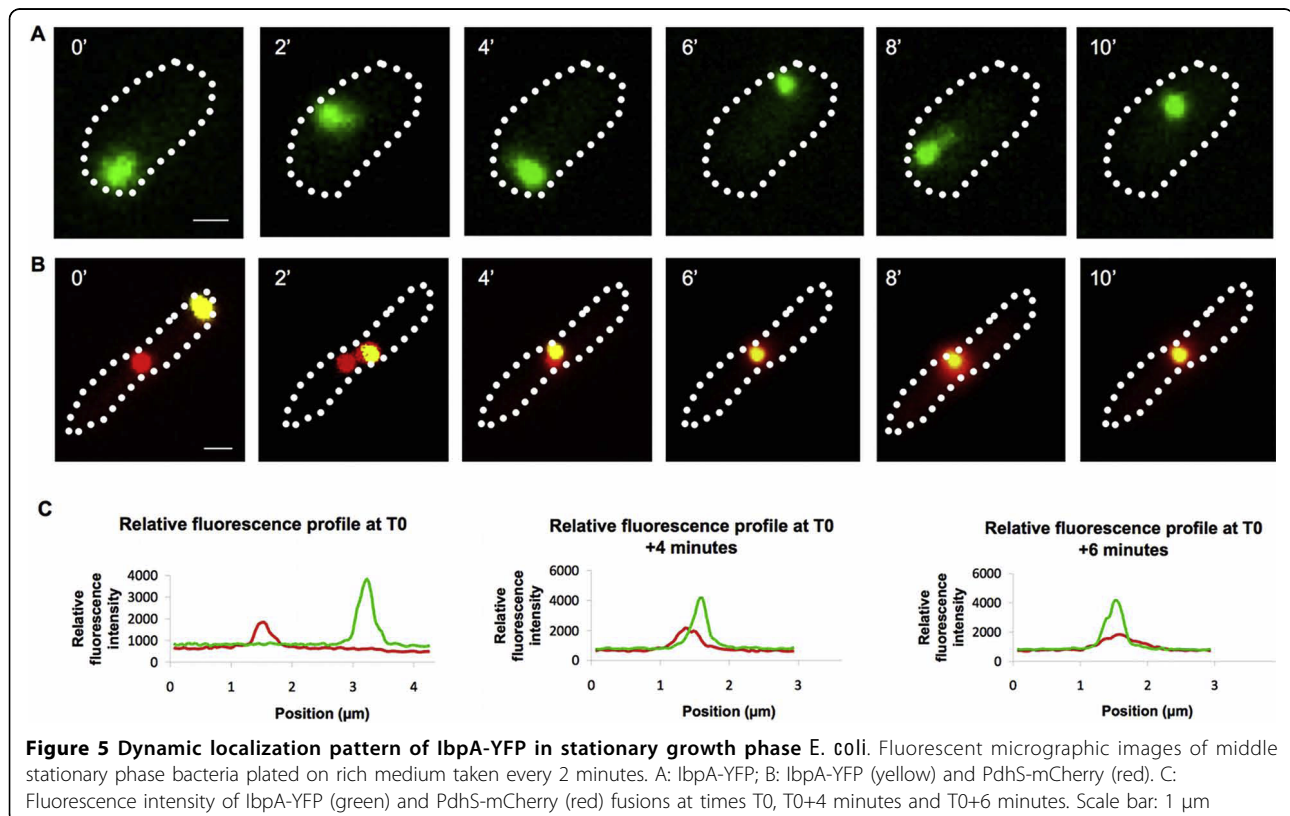 A
0’
2’
4’
6’
8’
10’
B
0’
2’
4’
6’
8’
10’
C
Relative fluorescence profile at T0
Relative fluorescence intensity
4000
3000
2000
1000
0
0 1 2 3 4
Position (µm)
Relative fluorescence profile at T0
+4 minutes
Relative fluorescence intensity
6000
4000
2000
0
0 1 2 3
Position (µm)
Relative fluorescence profile at T0
+6 minutes
Relative fluorescence intensity
6000
4000
2000
0
0 1 2 3
Position (µm)
Figure 5 Dynamic localization pattern of IbpA-YFP in stationary growth phase E. coli. Fluorescent micrographic images of middle
stationary phase bacteria plated on rich medium taken every 2 minutes. A: IbpA-YFP; B: IbpA-YFP (yellow) and PdhS-mCherry (red). C:
Fluorescence intensity of IbpA-YFP (green) and PdhS-mCherry (red) fusions at times T0, T0+4 minutes and T0+6 minutes. Scale bar: 1 µm